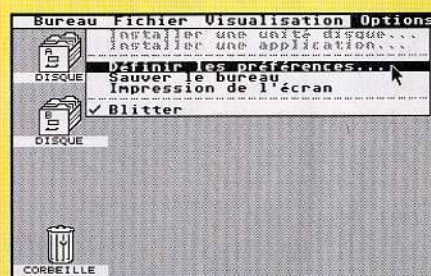 Bureau Fichier Visualisation Options
Installer une unité disque...
Installer une application...
Définir les préférences...
Sauver le bureau
Impression de l'écran
✓ Blitter
A
DISQUE
B
DISQUE
CORBEILLE